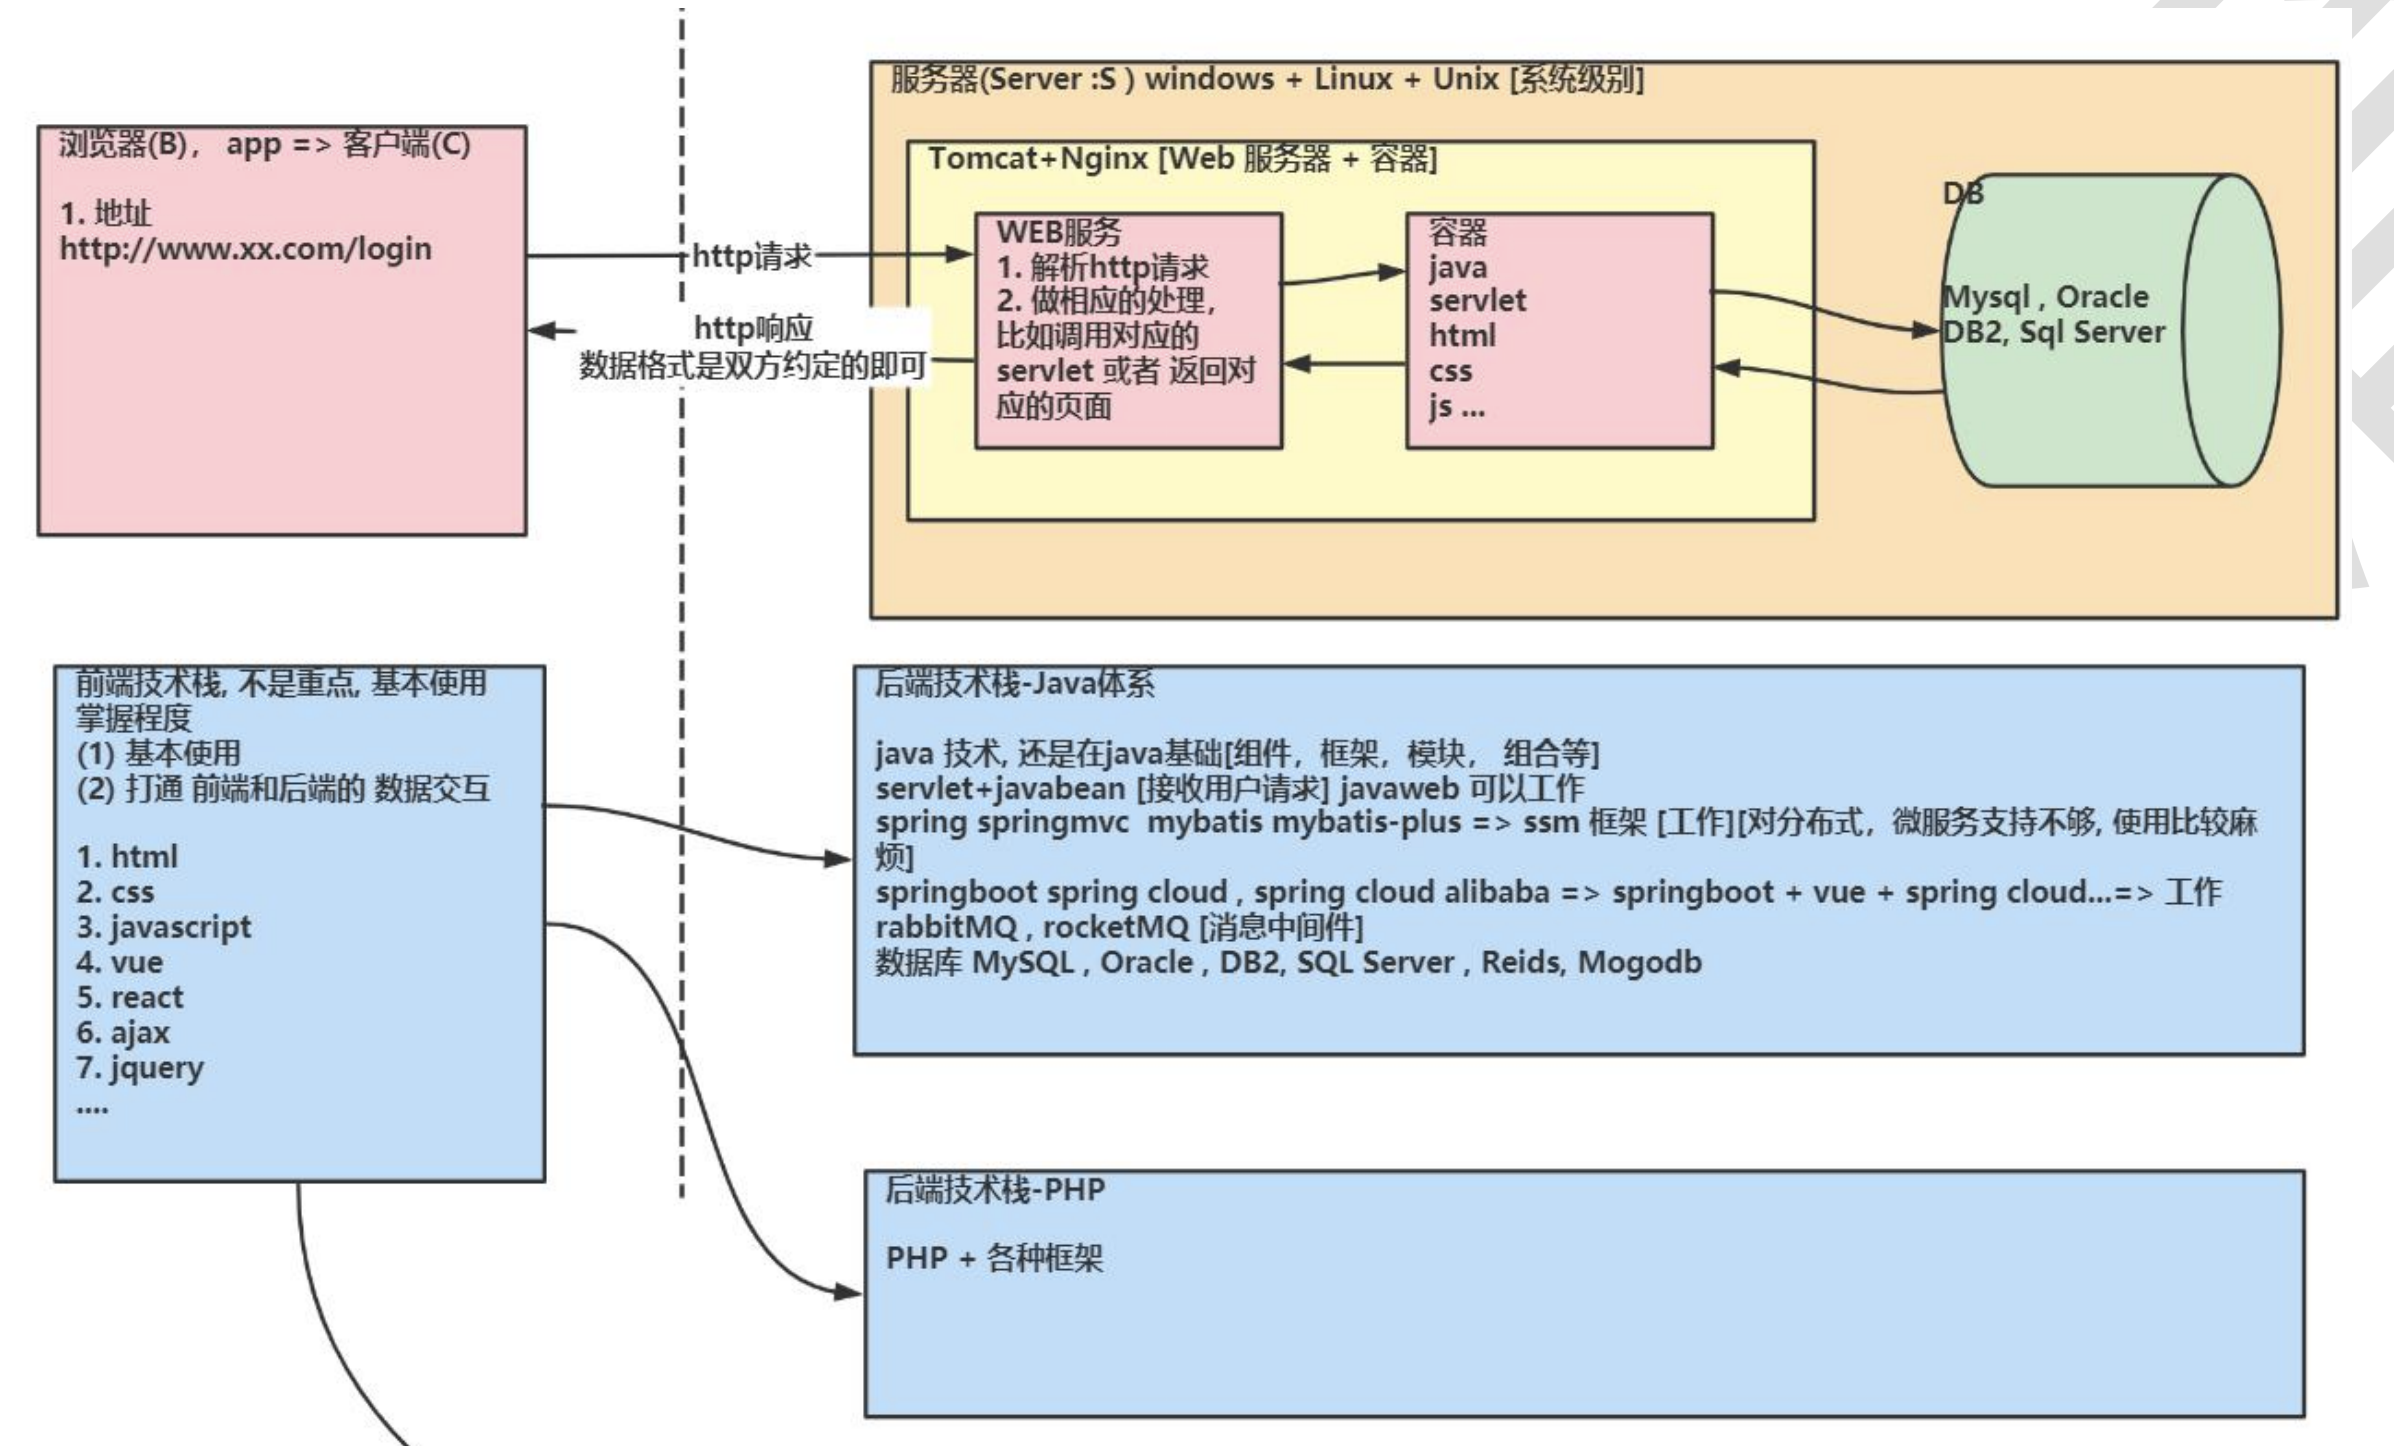 浏览器(B)， app => 客户端(C)
1. 地址
http://www.xx.com/login
http请求
http响应
数据格式是双方约定的即可
服务器(Server :S ) windows + Linux + Unix [系统级别]
Tomcat+Nginx [Web 服务器 + 容器]
WEB服务
1. 解析http请求
2. 做相应的处理,
比如调用对应的
servlet 或者 返回对
应的页面
容器
java
servlet
html
css
js ...
DB
Mysql , Oracle
DB2, Sql Server
前端技术栈, 不是重点, 基本使用
掌握程度
(1) 基本使用
(2) 打通 前端和后端的 数据交互
1. html
2. css
3. javascript
4. vue
5. react
6. ajax
7. jquery
....
后端技术栈-Java体系
java 技术, 还是在java基础[组件，框架，模块， 组合等]
servlet+javabean [接收用户请求] javaweb 可以工作
spring springmvc  mybatis mybatis-plus => ssm 框架 [工作][对分布式，微服务支持不够, 使用比较麻
烦]
springboot spring cloud , spring cloud alibaba => springboot + vue + spring cloud...=> 工作
rabbitMQ , rocketMQ [消息中间件]
数据库 MySQL , Oracle , DB2, SQL Server , Reids, Mogodb
后端技术栈-PHP
PHP + 各种框架